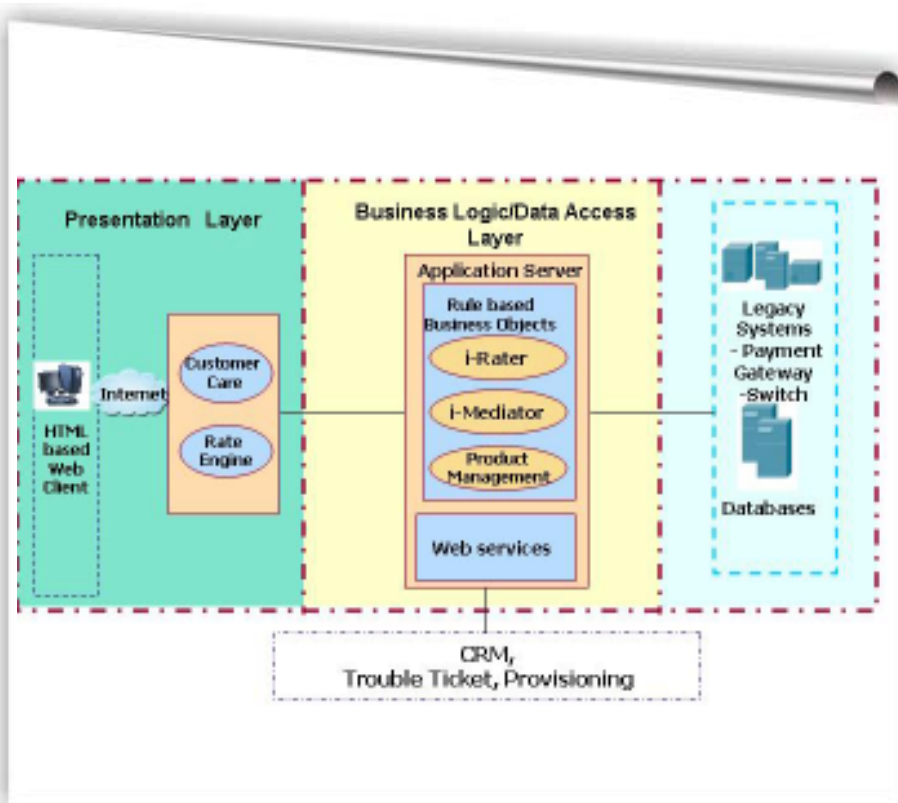 Presentation Layer
HTML
based
Web
Client
Internet
Customer
Care
Rate
Engine
Business Logic/Data Access
Layer
Application Server
Rule based
Business Objects
i-Rater
i-Mediator
Product
Management
Web services
Legacy
Systems
- Payment
Gateway
-Switch
Databases
CRM,
Trouble Ticket, Provisioning